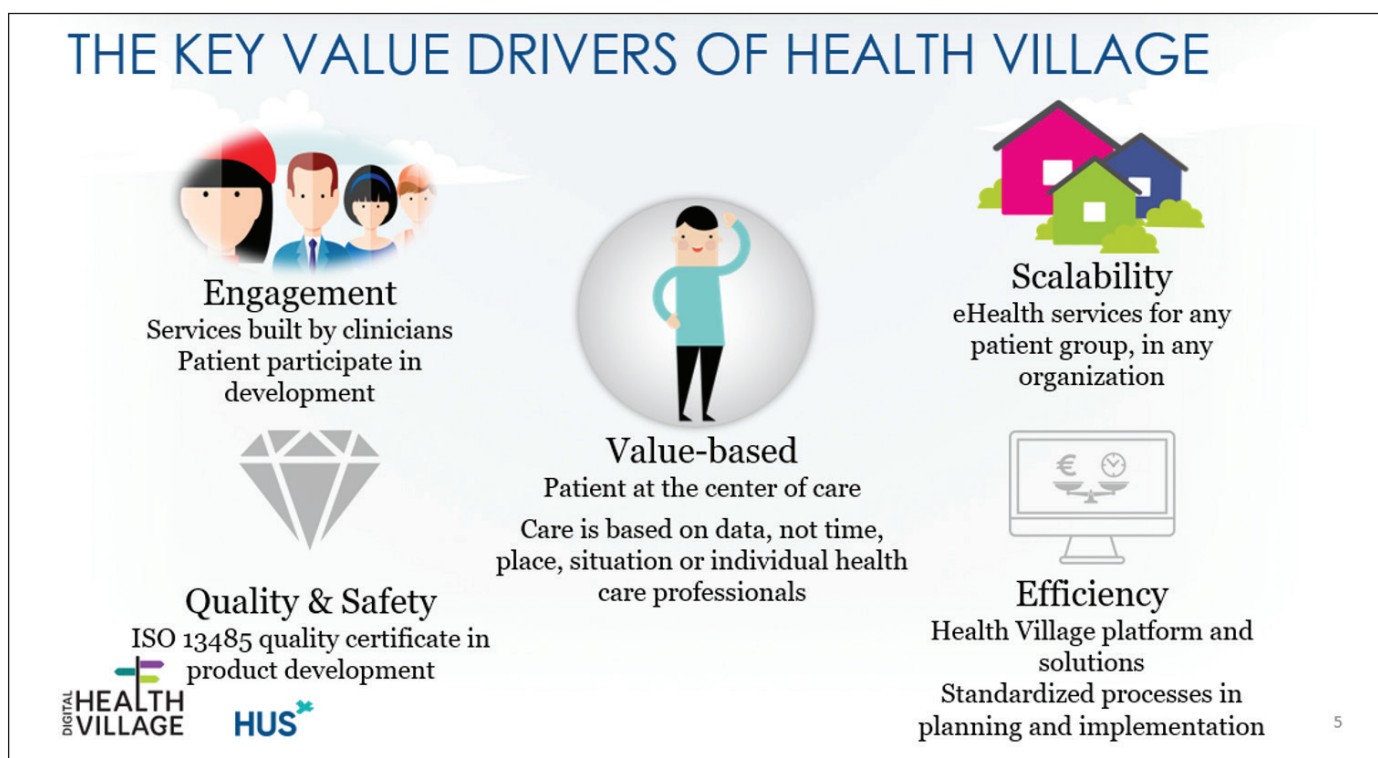 THE KEY VALUE DRIVERS OF HEALTH VILLAGE
Engagement
Services built by clinicians
Patient participate in
development
Quality & Safety
ISO 13485 quality certificate in
product development
Value-based
Patient at the center of care
Care is based on data, not time,
place, situation or individual health
care professionals
Scalability
eHealth services for any
patient group, in any
organization
€
Efficiency
Health Village platform and
solutions
Standardized processes in
planning and implementation
DIGITAL
HEALTH
VILLAGE
HUS
5